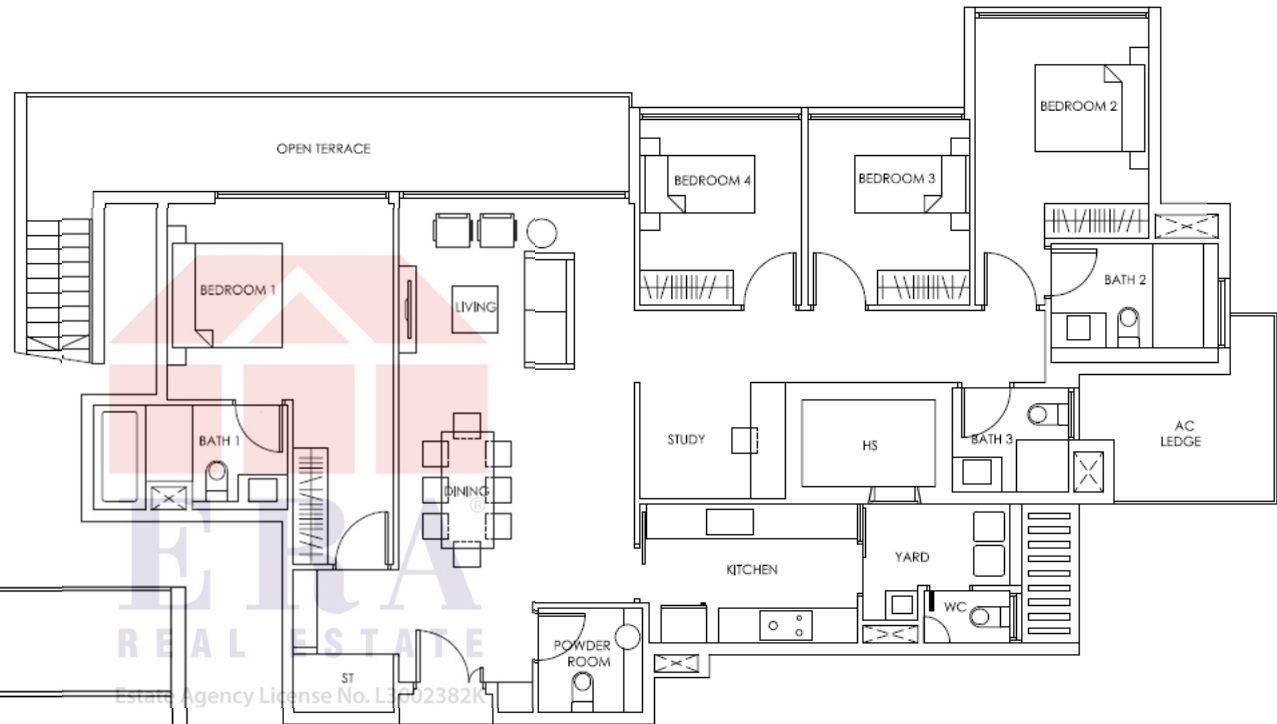 BEDROOM 2
OPEN TERRACE
BEDROOM 4
BEDROOM 3
BEDROOM 1
LIVING
BATH 2
BATH 1
STUDY
HS
BATH 3
AC
LEDGE
DINING
ERA®
REAL ESTATE
KITCHEN
YARD
WC
POWDER
ROOM
ST
Estate Agency License No. L3002382K